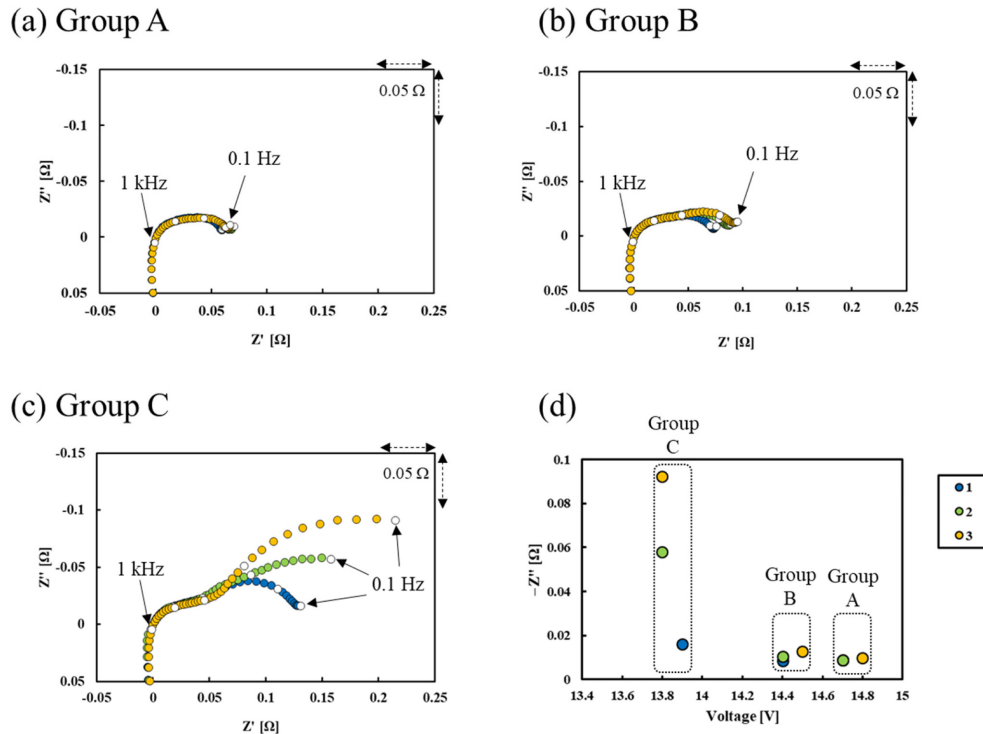 (a) Group A
-0.15
-0.1
-0.05
0
0.05
-0.05
0
0.05
0.1
0.15
0.2
0.25
Z'' [Ω]
Z' [Ω]
1 kHz
0.1 Hz
0.05 Ω
(b) Group B
-0.15
-0.1
-0.05
0
0.05
-0.05
0
0.05
0.1
0.15
0.2
0.25
Z'' [Ω]
Z' [Ω]
1 kHz
0.1 Hz
0.05 Ω
(c) Group C
-0.15
-0.1
-0.05
0
0.05
-0.05
0
0.05
0.1
0.15
0.2
0.25
Z'' [Ω]
Z' [Ω]
1 kHz
0.1 Hz
0.05 Ω
(d)
Group
C
Group
B
Group
A
0.1
0.08
0.06
0.04
0.02
0
13.4
13.6
13.8
14
14.2
14.4
14.6
14.8
15
-Z'' [Ω]
Voltage [V]
1
2
3